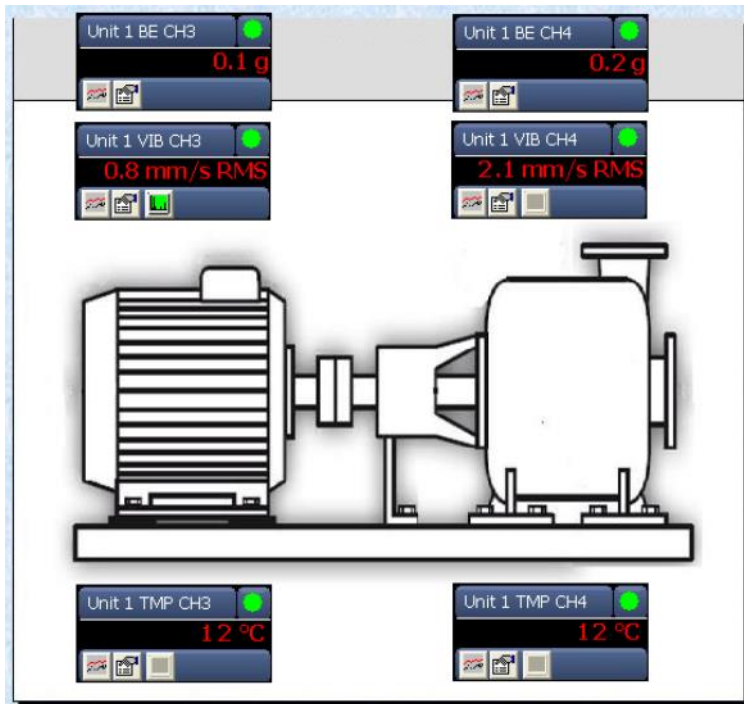 Unit 1 BE CH3
0.1 g
Unit 1 BE CH4
0.2 g
Unit 1 VIB CH3
0.8 mm/s RMS
Unit 1 VIB CH4
2.1 mm/s RMS
Unit 1 TMP CH3
12 °C
Unit 1 TMP CH4
12 °C